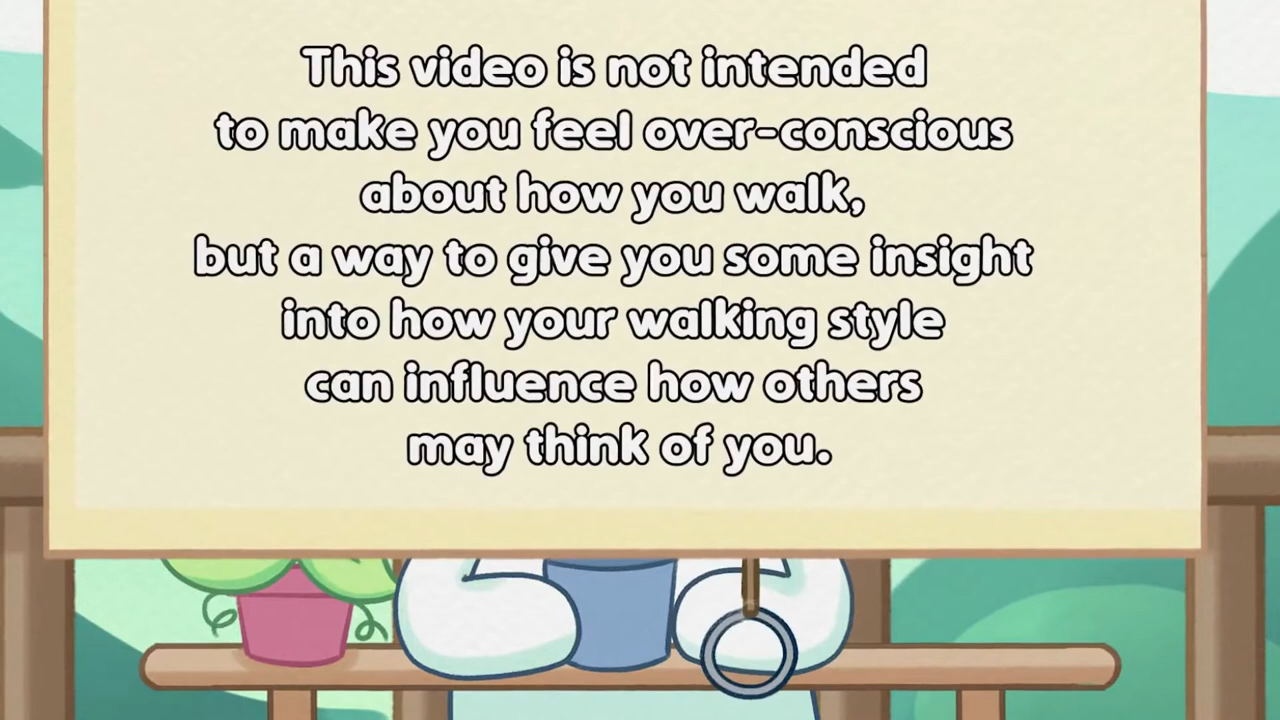 This video is not intended
to make you feel over-conscious
about how you walk,
but a way to give you some insight
into how your walking style
can influence how others
may think of you.